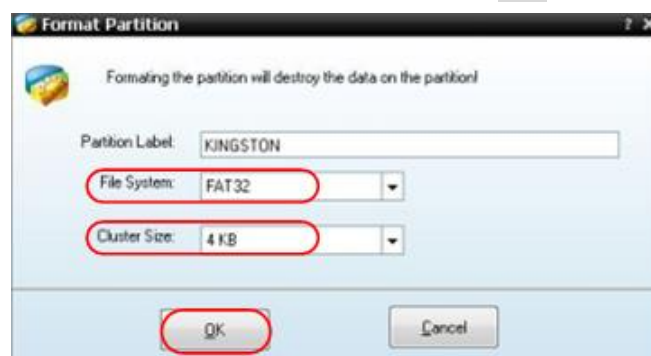 Format Partition
Formating the partition will destroy the data on the partition!
Partition Label: KINGSTON
File System: FAT32
Cluster Size: 4 KB
OK Cancel